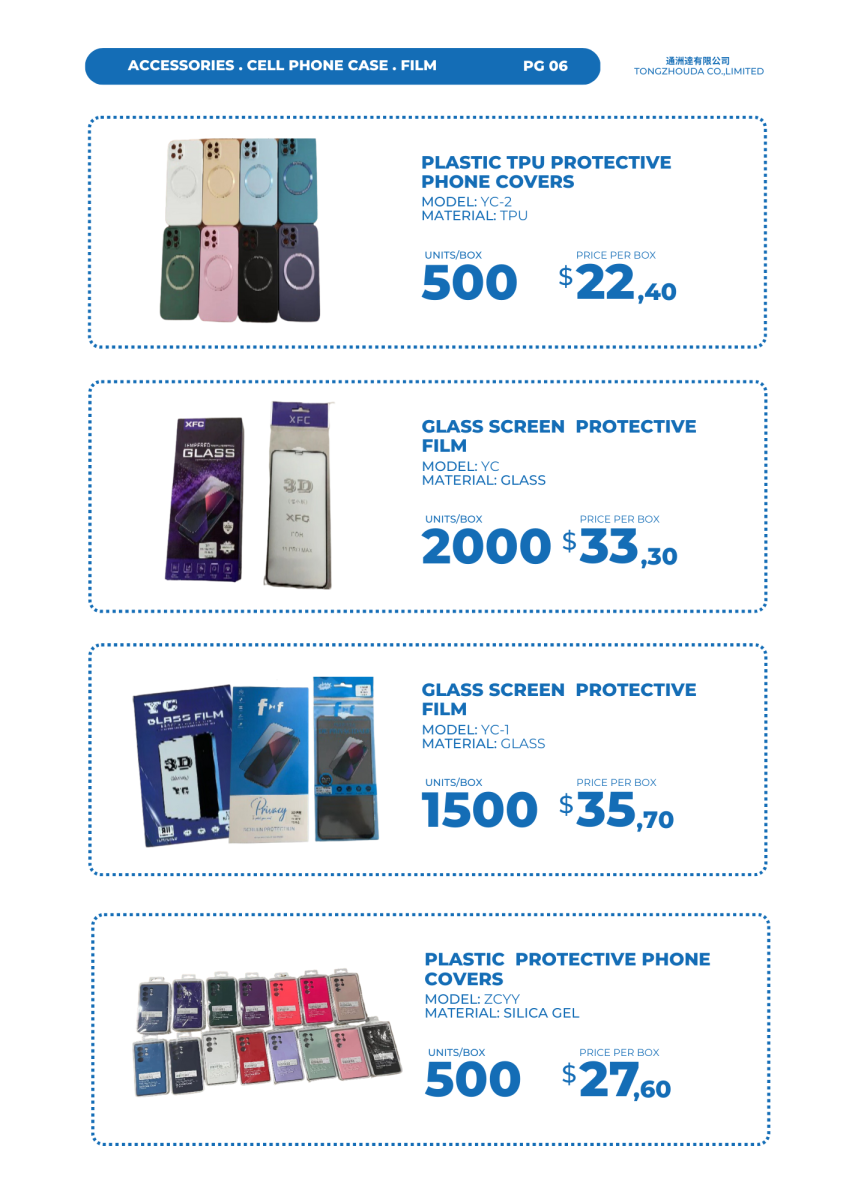 ACCESSORIES . CELL PHONE CASE . FILM
PG 06
通洲達有限公司
TONGZHOUDA CO.,LIMITED
PLASTIC TPU PROTECTIVE
PHONE COVERS
MODEL: YC-2
MATERIAL: TPU
UNITS/BOX
PRICE PER BOX
500
$22,40
XFC
TEMPERED
GLASS
XFC
3D
XFC
GLASS SCREEN PROTECTIVE
FILM
MODEL: YC
MATERIAL: GLASS
UNITS/BOX
PRICE PER BOX
2000
$33,30
YC
GLASS FILM
3D
YC
f f
Privacy
GLASS SCREEN PROTECTIVE
FILM
MODEL: YC-1
MATERIAL: GLASS
UNITS/BOX
PRICE PER BOX
1500
$35,70
PLASTIC PROTECTIVE PHONE
COVERS
MODEL: ZCYY
MATERIAL: SILICA GEL
UNITS/BOX
PRICE PER BOX
500
$27,60